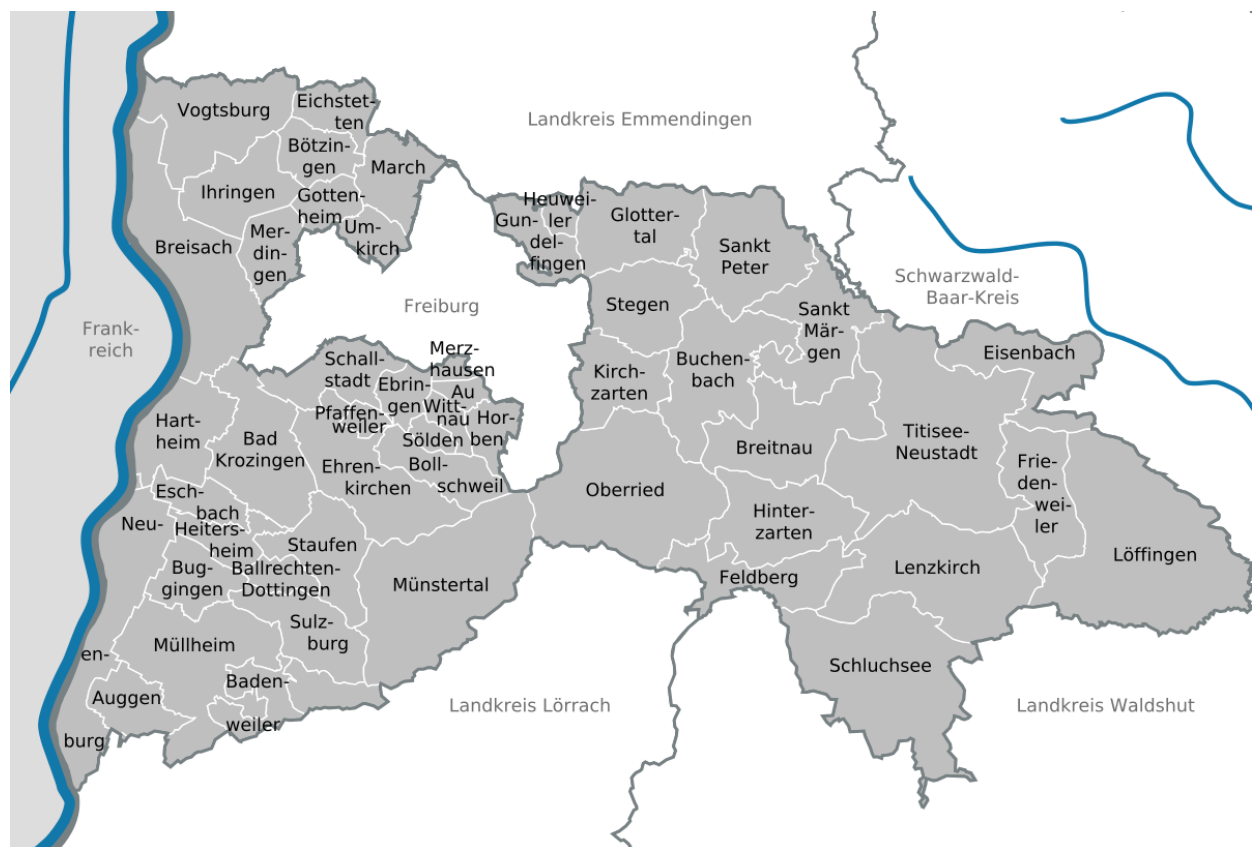 Vogtsburg
Eichstet-
ten
Landkreis Emmendingen
Bötzin-
gen
March
Ihringen
Gotten-
heim
Heuwei-
ler
Gun-
del-
fingen
Glotter-
tal
Um-
kirch
Mer-
din-
gen
Breisach
Sankt
Peter
Schwarzwald-
Baar-Kreis
Freiburg
Stegen
Sankt
Mär-
gen
Frank-
reich
Schall-
stadt
Merz-
hausen
Eisenbach
Kirch-
zarten
Buchen-
bach
Ebrin-
gen
Au
Witt-
nau
Hor-
ben
Pfaffen-
weiler
Hart-
heim
Bad
Krozingen
Sölden
Breitnau
Titisee-
Neustadt
Ehren-
kirchen
Boll-
schweil
Frie-
den-
wei-
ler
Oberried
Esch-
bach
Hinter-
zarten
Neu-
en-
burg
Heiters-
heim
Staufen
Löffingen
Bug-
gingen
Ballrechten-
Dottingen
Münstertal
Feldberg
Lenzkirch
Sulz-
burg
Müllheim
Schluchsee
Baden-
weiler
Auggen
Landkreis Lörrach
Landkreis Waldshut